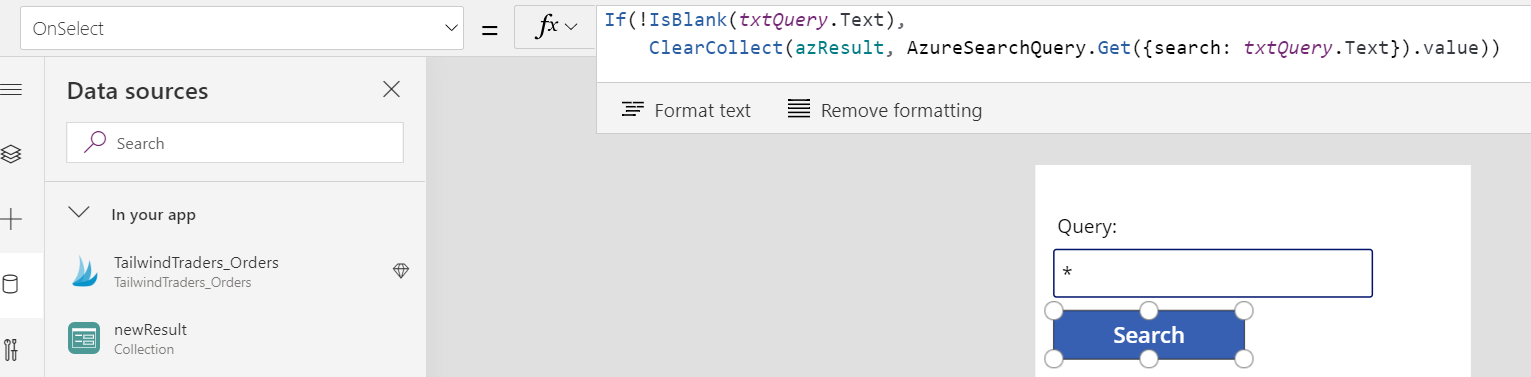 OnSelect
= fx
If(!IsBlank(txtQuery.Text),
ClearCollect(azResult, AzureSearchQuery.Get({search: txtQuery.Text}).value))
Format text
Remove formatting
Data sources
Search
In your app
TailwindTraders_Orders
TailwindTraders_Orders
newResult
Collection
Query:
*
Search